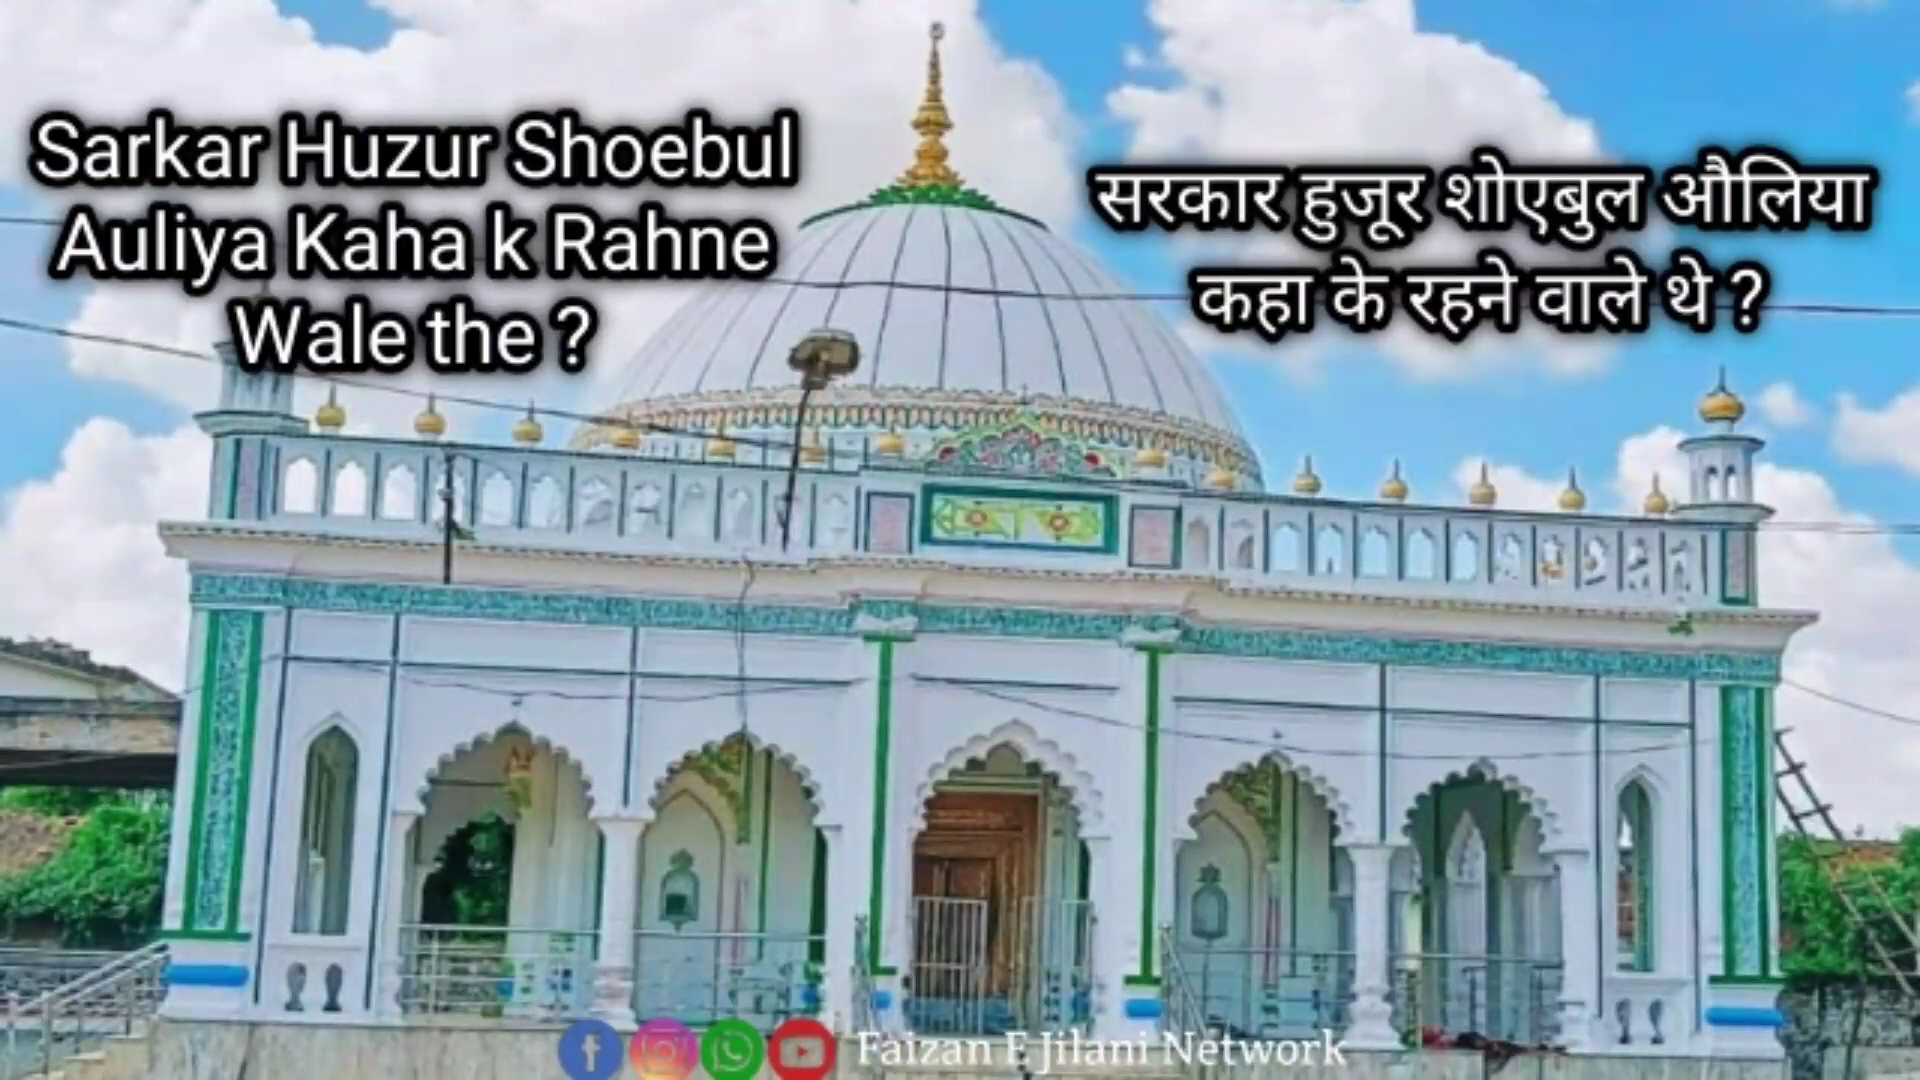 Sarkar Huzur Shoebul
Auliya Kaha k Rahne
Wale the ?
सरकार हुजूर शोएबुल औलिया
कहा के रहने वाले थे ?
Faizan E Jilani Network